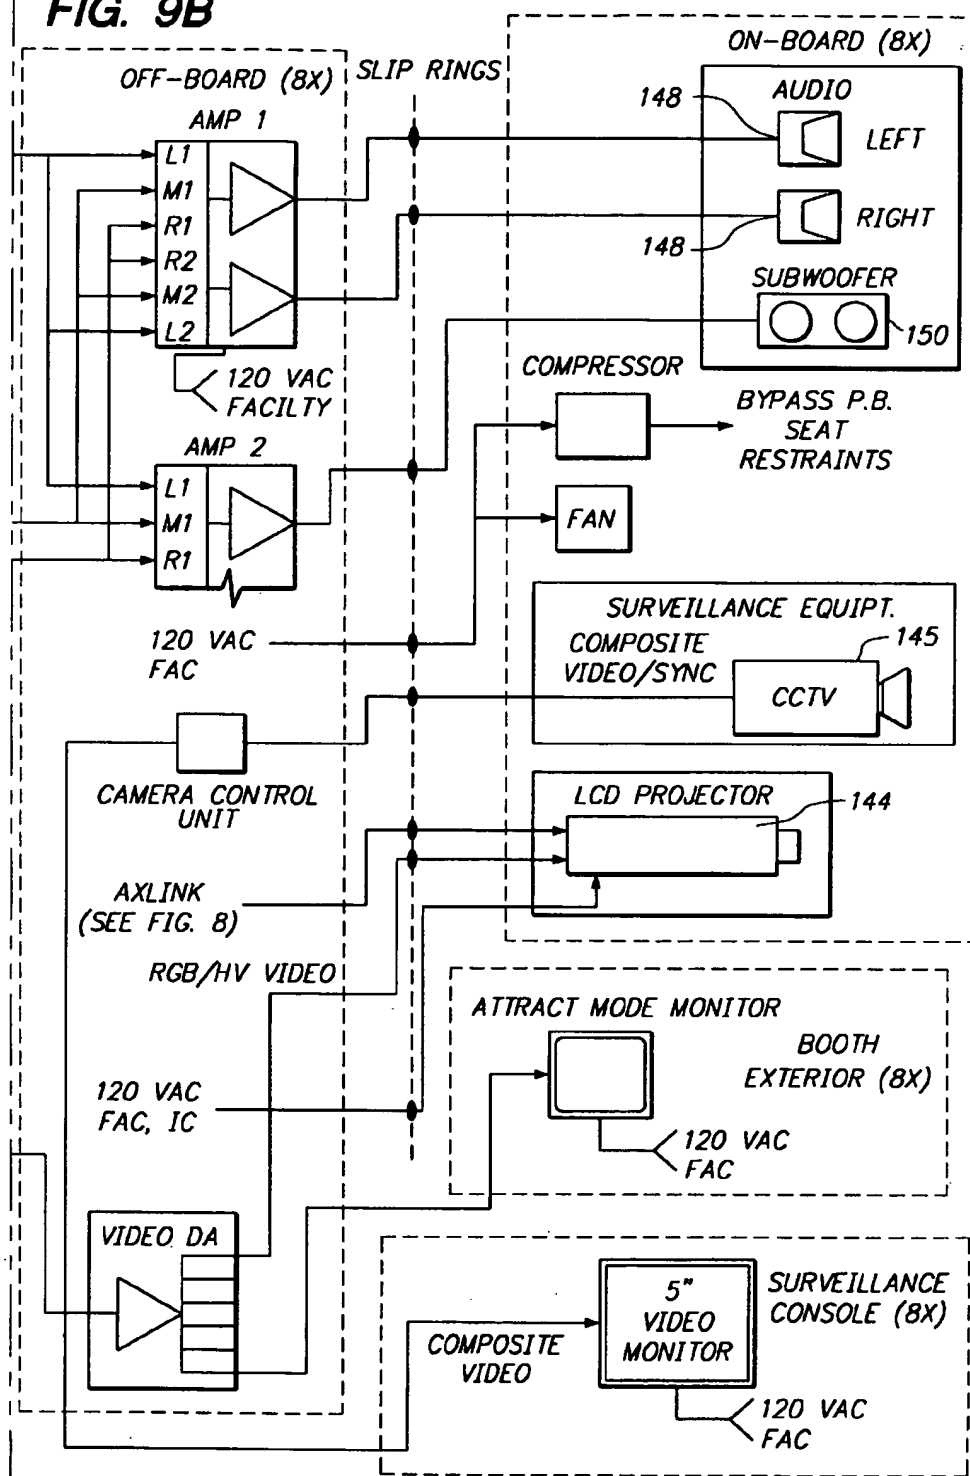 FIG. 9B
OFF-BOARD (8X)
SLIP RINGS
ON-BOARD (8X)
AMP 1
L1
M1
R1
R2
M2
L2
120 VAC
FACILTY
AMP 2
L1
M1
R1
120 VAC
FAC
CAMERA CONTROL
UNIT
AXLINK
(SEE FIG. 8)
RGB/HV VIDEO
120 VAC
FAC, IC
VIDEO DA
AUDIO
148
LEFT
148
RIGHT
SUBWOOFER
150
COMPRESSOR
BYPASS P.B.
SEAT
RESTRAINTS
FAN
SURVEILLANCE EQUIPT.
COMPOSITE
VIDEO/SYNC
145
CCTV
LCD PROJECTOR
144
ATTRACT MODE MONITOR
BOOTH
EXTERIOR (8X)
120 VAC
FAC
COMPOSITE
VIDEO
5"
VIDEO
MONITOR
SURVEILLANCE
CONSOLE (8X)
120 VAC
FAC